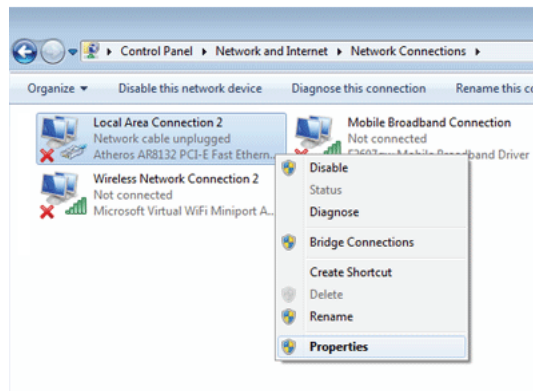 Control Panel Network and Internet Network Connections
Organize Disable this network device Diagnose this connection Rename this co
Local Area Connection 2
Network cable unplugged
Atheros AR8132 PCI-E Fast Ethern...
Mobile Broadband Connection
Not connected
Mobile Broadband Driver
Wireless Network Connection 2
Not connected
Microsoft Virtual WiFi Miniport A...
Disable
Status
Diagnose
Bridge Connections
Create Shortcut
Delete
Rename
Properties